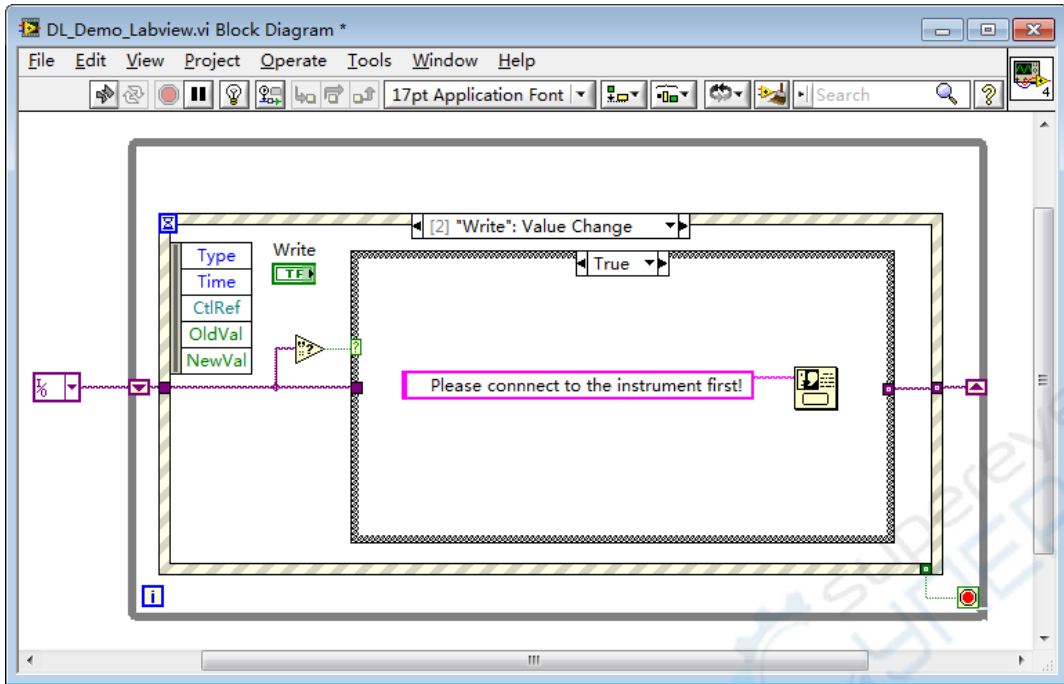 DL_Demo_Labview.vi Block Diagram *
File Edit View Project Operate Tools Window Help
17pt Application Font
Search
4
[2] "Write": Value Change
Type
Time
CtlRef
OldVal
NewVal
Write
TF
True
?
?
I/O
Please connnect to the instrument first!
i